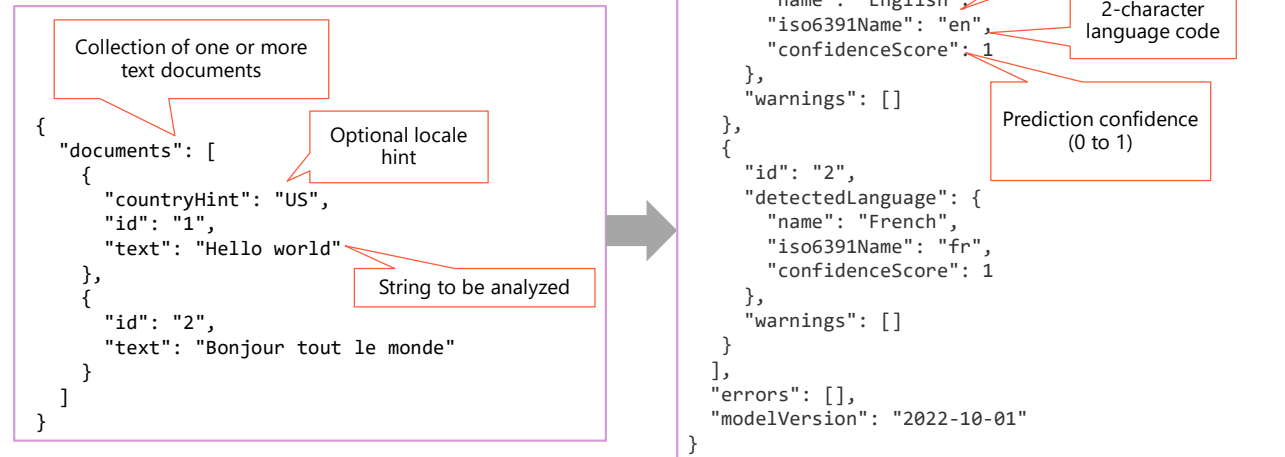 Collection of one or more
text documents
{
"documents": [
{
"countryHint": "US",
"id": "1",
"text": "Hello world"
},
{
"id": "2",
"text": "Bonjour tout le monde"
}
]
}
Optional locale
hint
String to be analyzed
"name": "English",
"iso6391Name": "en",
"confidenceScore": 1
},
"warnings": []
},
{
"id": "2",
"detectedLanguage": {
"name": "French",
"iso6391Name": "fr",
"confidenceScore": 1
},
"warnings": []
}
],
"errors": [],
"modelVersion": "2022-10-01"
}
2-character
language code
Prediction confidence
(0 to 1)